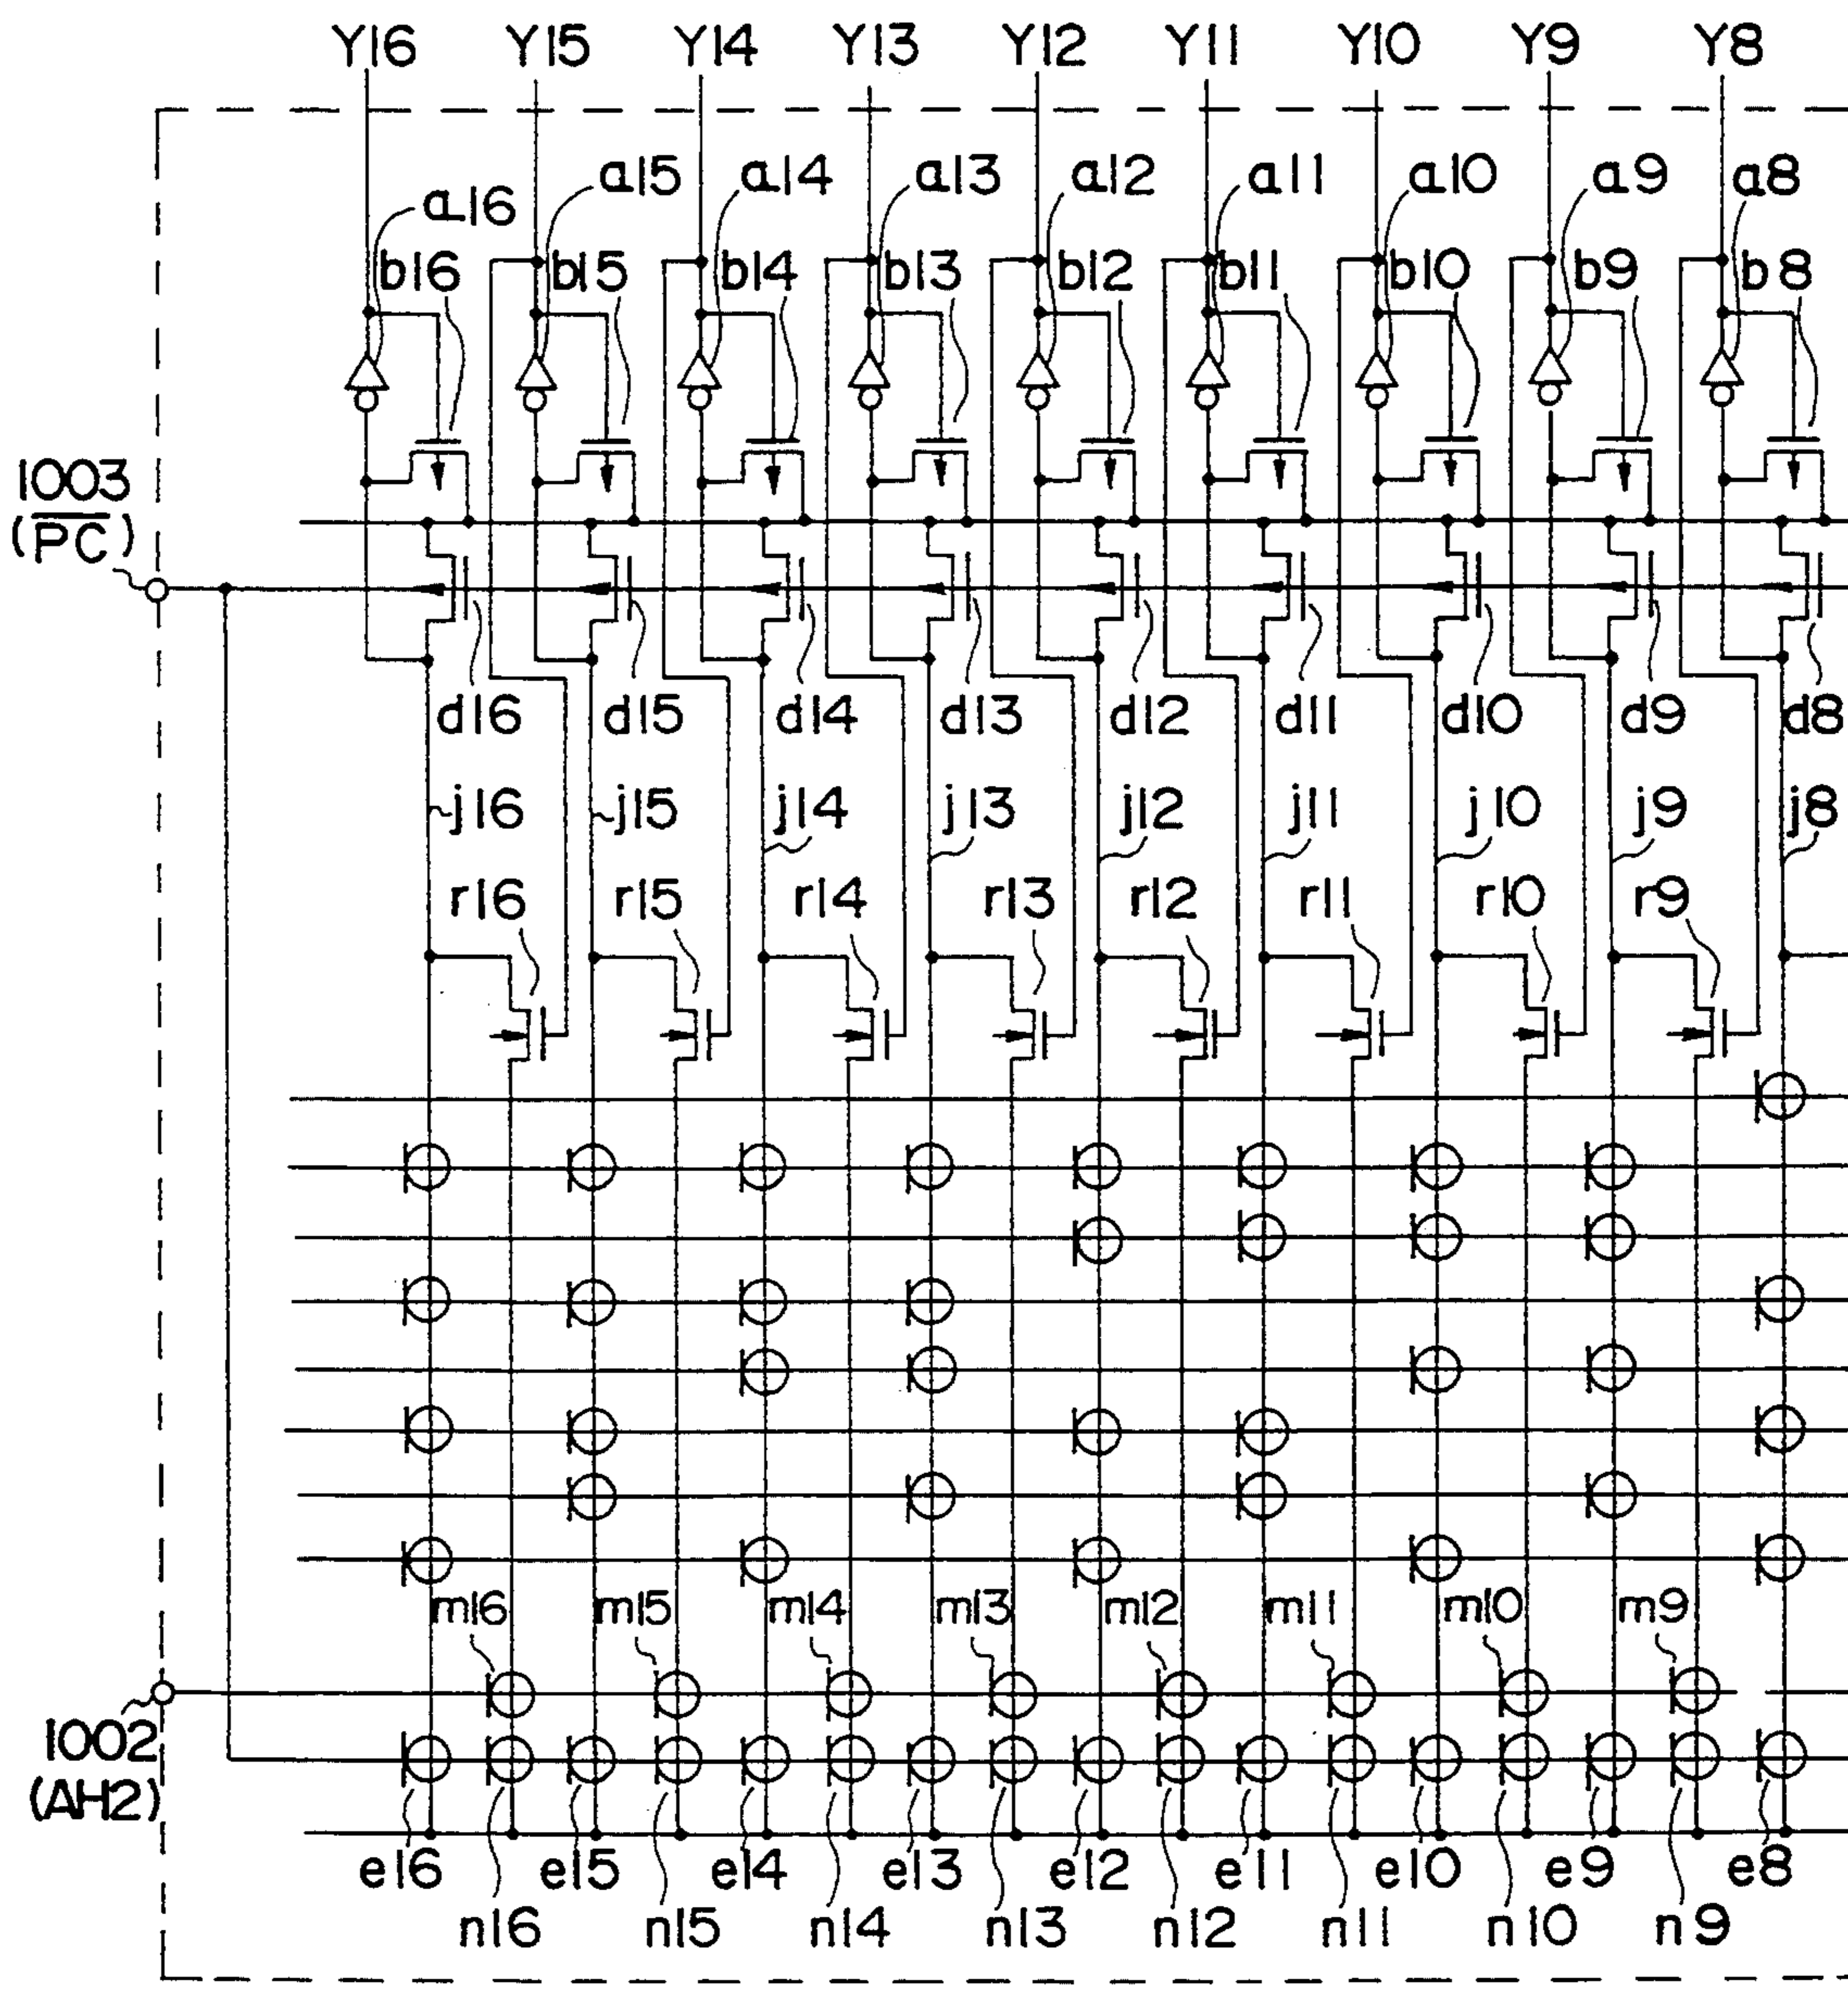 Y16 Y15 Y14 Y13 Y12 Y11 Y10 Y9 Y8
a16 a15 a14 a13 a12 a11 a10 a9 a8
b16 b15 b14 b13 b12 b11 b10 b9 b8
1003
(P̅C̅)
d16 d15 d14 d13 d12 d11 d10 d9 d8
j16 j15 j14 j13 j12 j11 j10 j9 j8
r16 r15 r14 r13 r12 r11 r10 r9
m16 m15 m14 m13 m12 m11 m10 m9
1002
(AH2)
e16 e15 e14 e13 e12 e11 e10 e9 e8
n16 n15 n14 n13 n12 n11 n10 n9